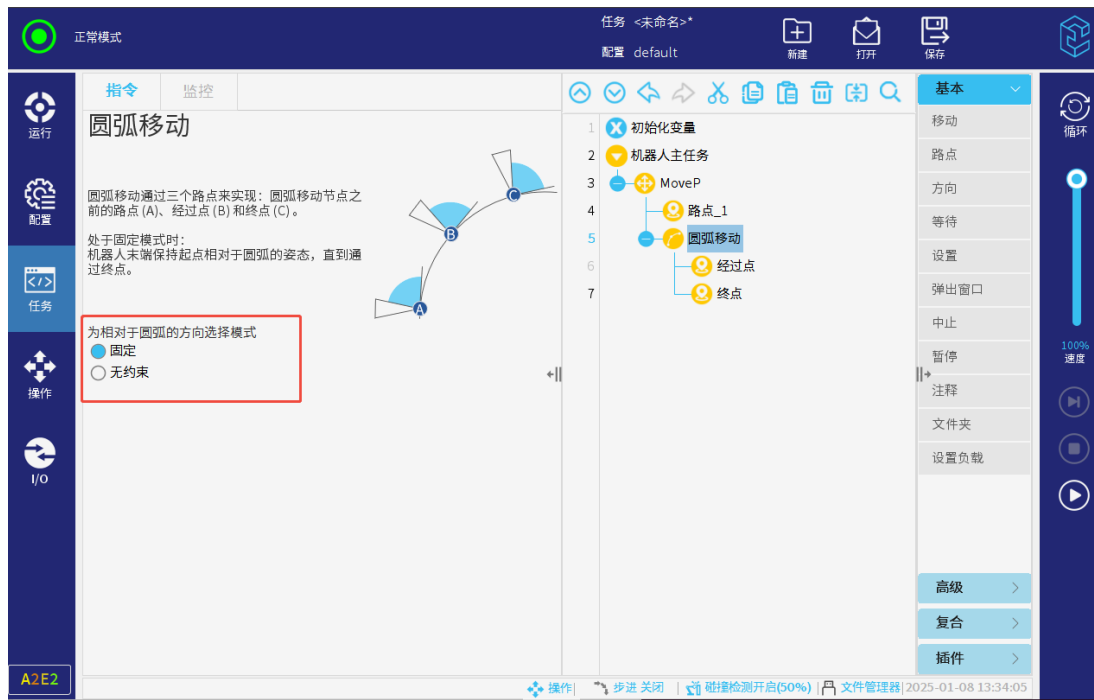 正常模式
任务 <未命名>*
配置 default
新建
打开
保存
运行
配置
任务
操作
I/O
A2E2
指令
监控
圆弧移动
圆弧移动通过三个路点来实现：圆弧移动节点之
前的路点(A)、经过点(B)和终点(C)。
处于固定模式时：
机器人末端保持起点相对于圆弧的姿态，直到通
过终点。
C
B
A
为相对于圆弧的方向选择模式
固定
无约束
1 初始化变量
2 机器人主任务
3 MoveP
4 路点_1
5 圆弧移动
6 经过点
7 终点
基本
移动
路点
方向
等待
设置
弹出窗口
中止
暂停
注释
文件夹
设置负载
高级
复合
插件
循环
100%
速度
操作| 步进 关闭 | 碰撞检测开启(50%) | 文件管理器| 2025-01-08 13:34:05